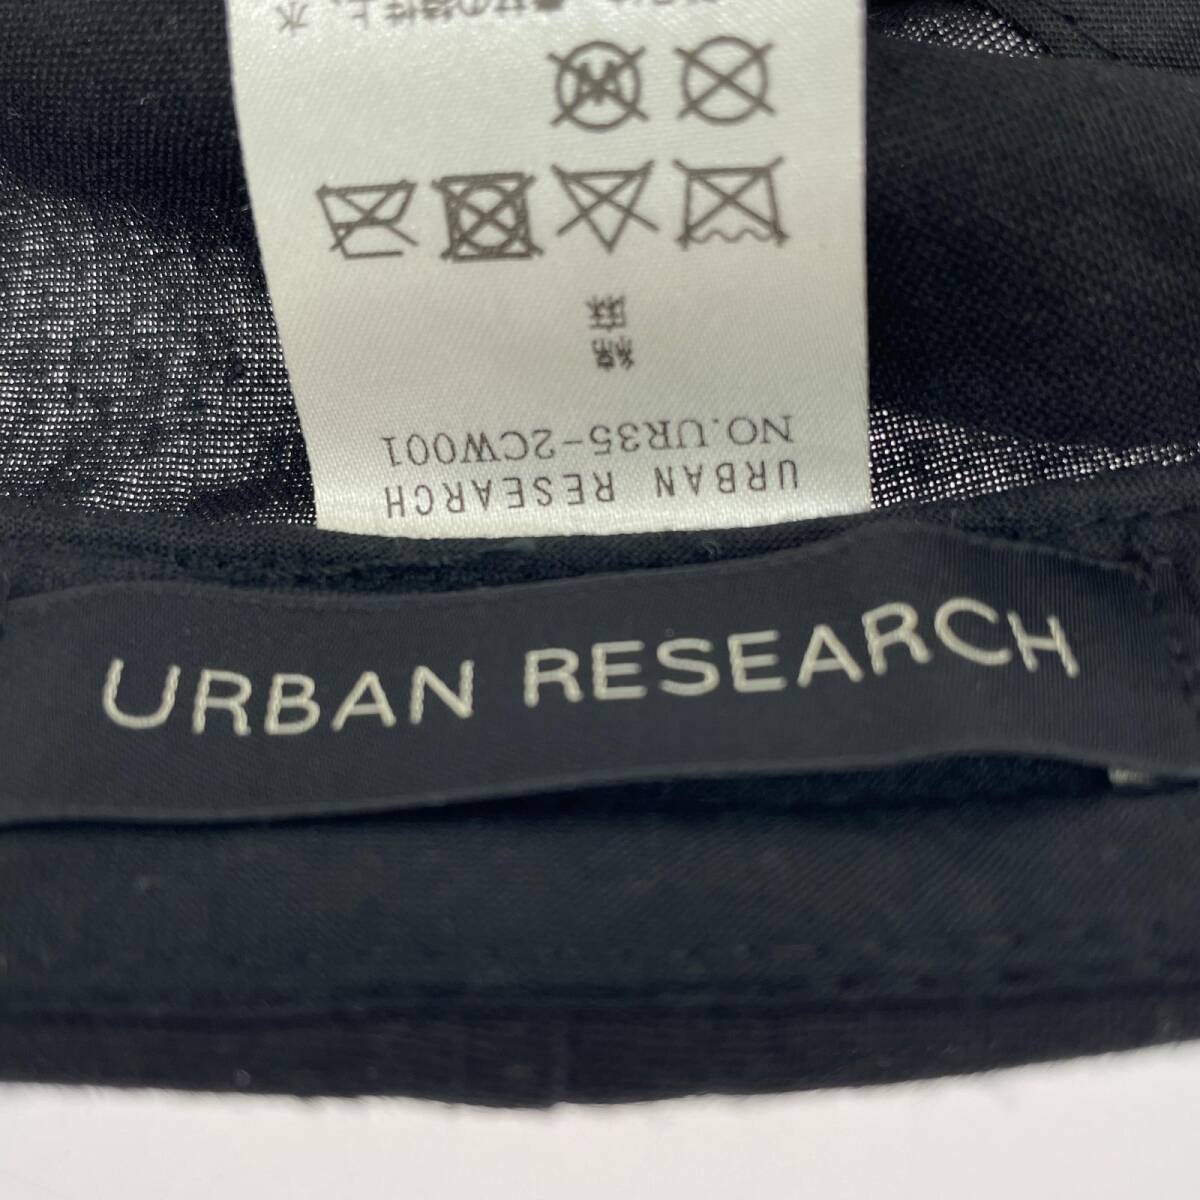 URBAN RESEARCH
NO.UR35-2CW001
綿
麻
URBAN RESEARCH